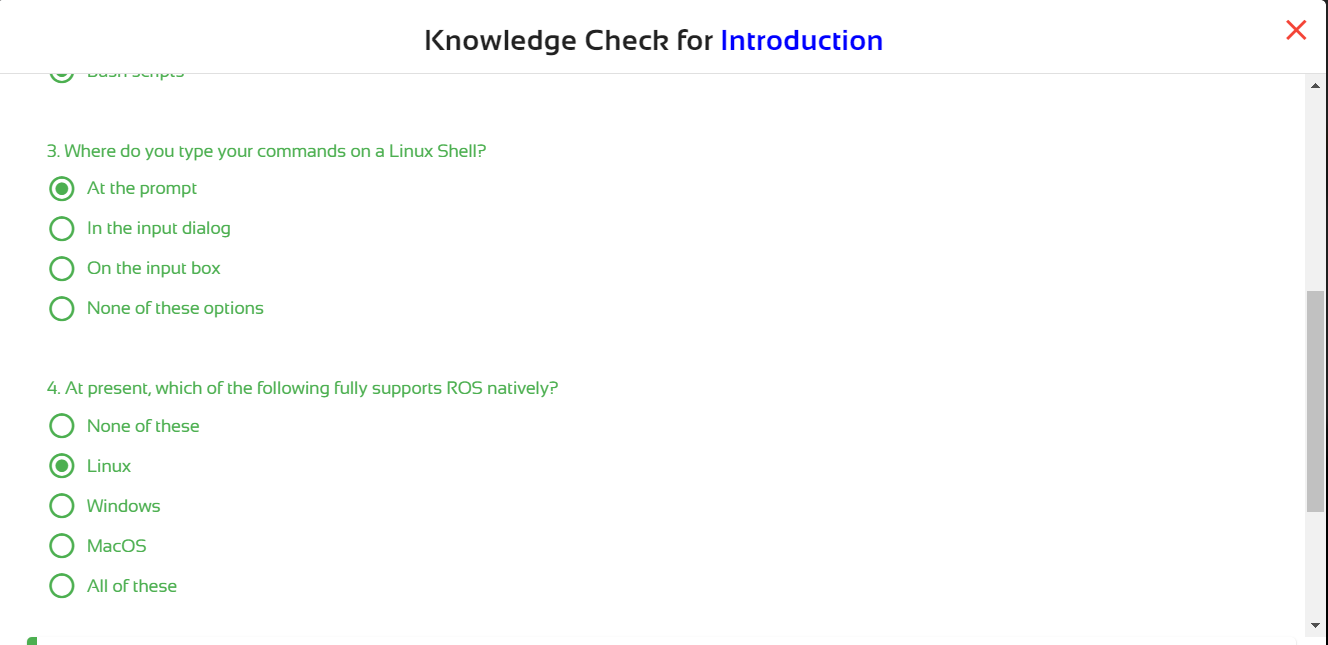 Knowledge Check for Introduction
Bash scripts
3. Where do you type your commands on a Linux Shell?
At the prompt
In the input dialog
On the input box
None of these options
4. At present, which of the following fully supports ROS natively?
None of these
Linux
Windows
MacOS
All of these